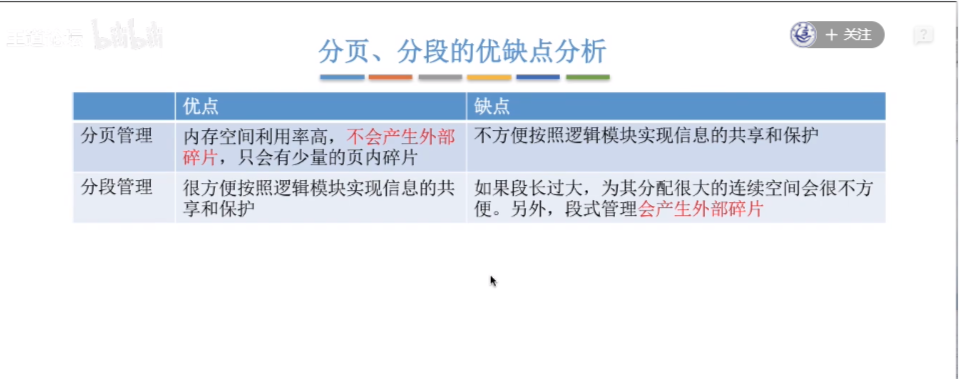 bilibili
+ 关注
?
分页、分段的优缺点分析
优点
缺点
分页管理
内存空间利用率高，不会产生外部
碎片，只会有少量的页内碎片
不方便按照逻辑模块实现信息的共享和保护
分段管理
很方便按照逻辑模块实现信息的共
享和保护
如果段长过大，为其分配很大的连续空间会很不方
便。另外，段式管理会产生外部碎片